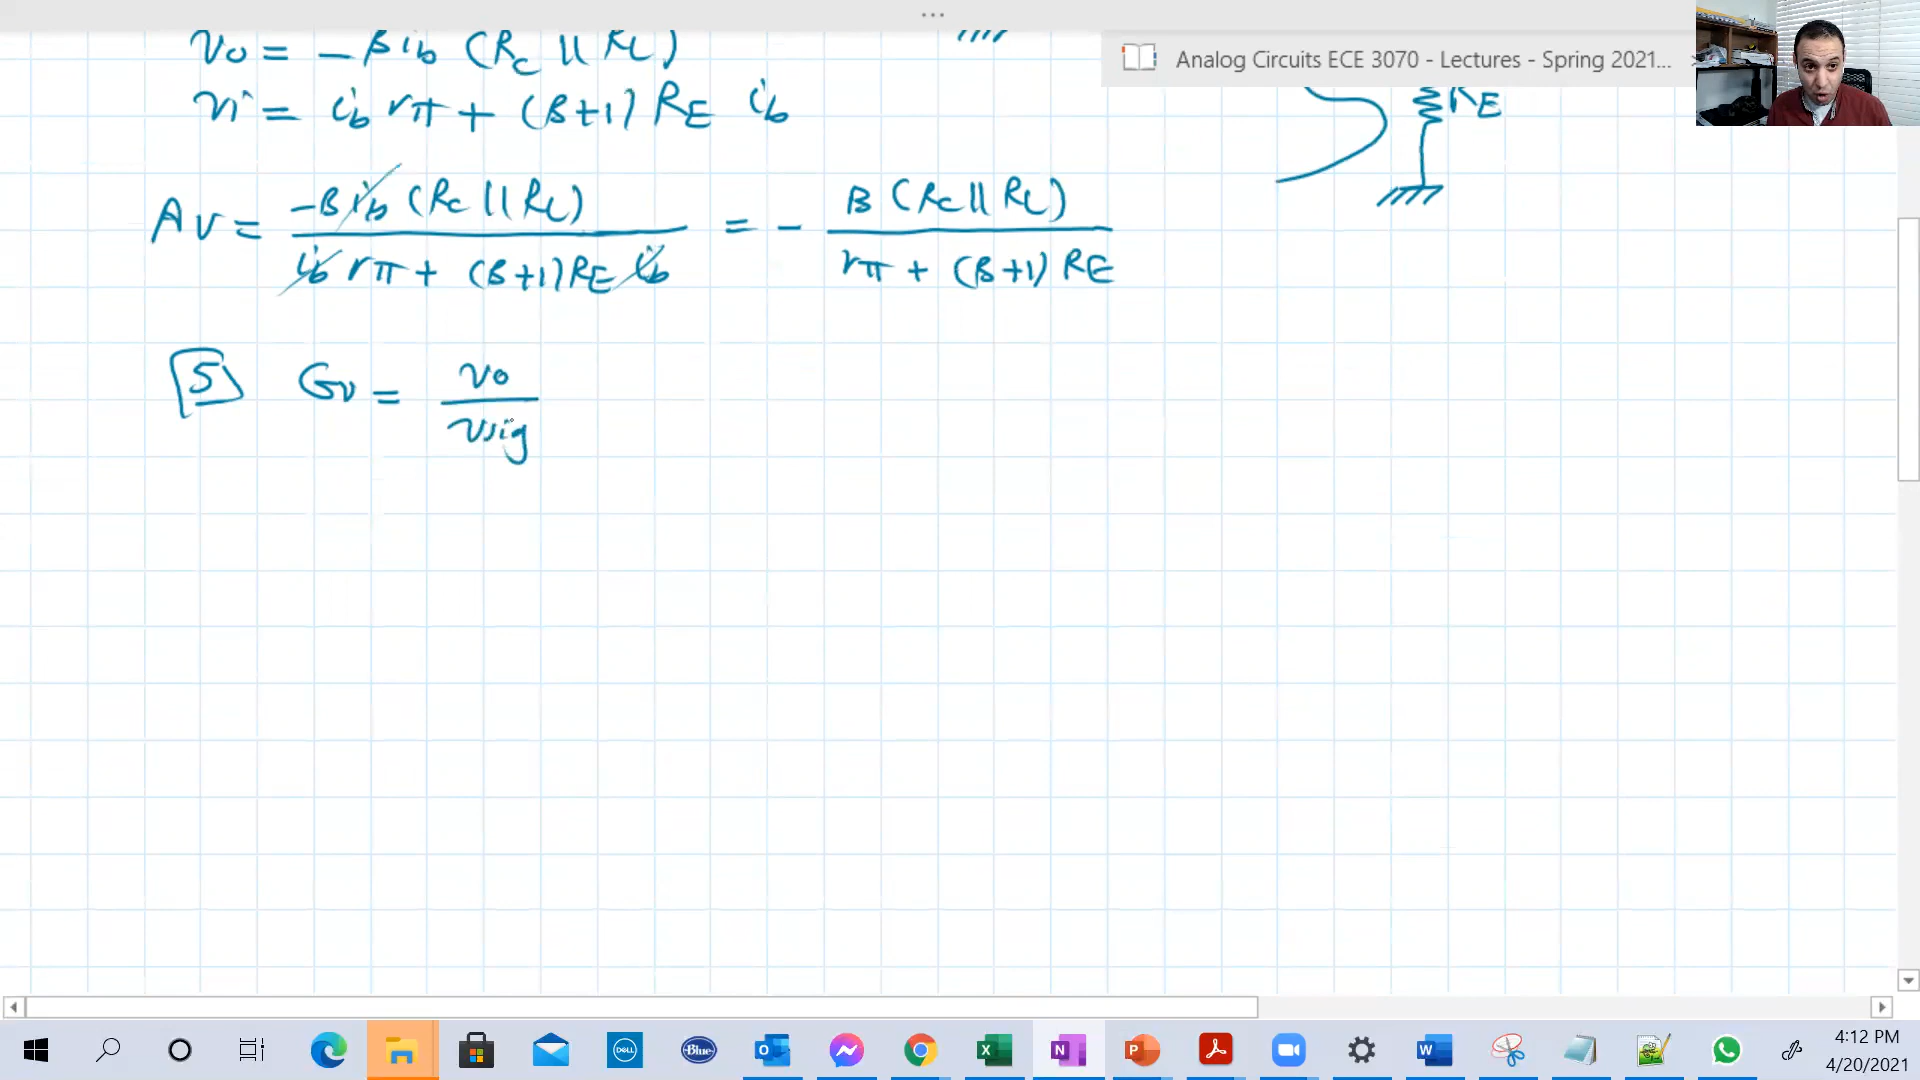 ...
Analog Circuits ECE 3070 - Lectures - Spring 2021...
vo = - β ib (Rc || RL)
vi = ib rπ + (β+1) RE ib
RE
Av = -β ib (Rc || RL) / ib rπ + (β+1) RE ib = - β (Rc || RL) / rπ + (β+1) RE
5 Gv = vo / vsig
DELL
Blue
4:12 PM
4/20/2021